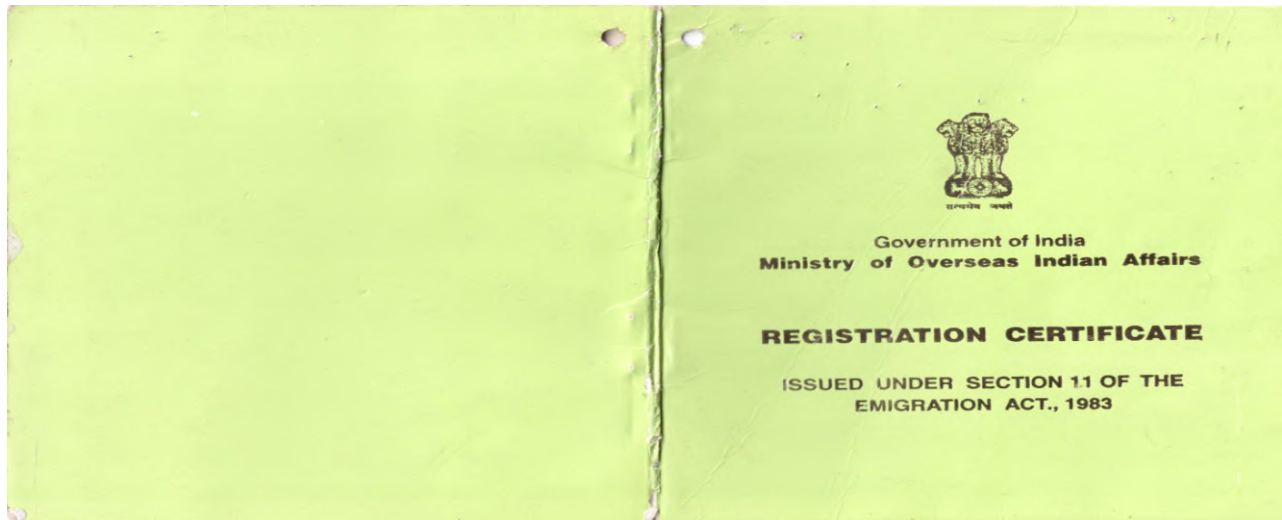 सत्यमेव जयते
Government of India
Ministry of Overseas Indian Affairs
REGISTRATION CERTIFICATE
ISSUED UNDER SECTION 11 OF THE
EMIGRATION ACT., 1983